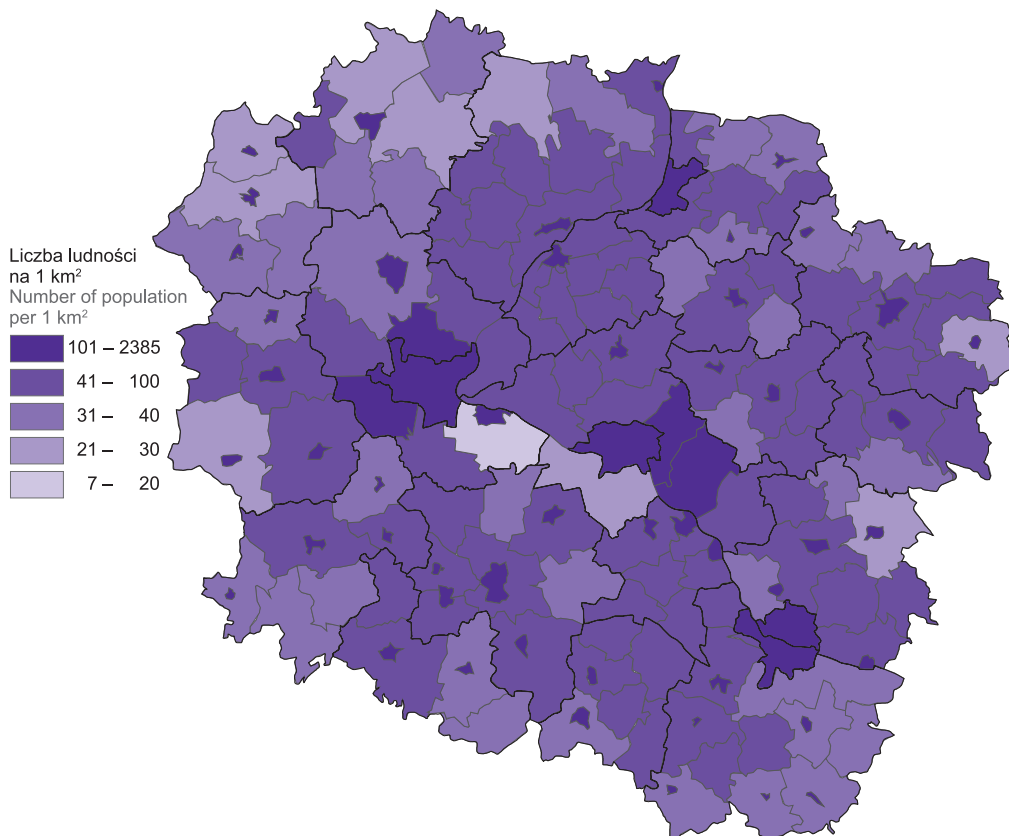 Liczba ludności
na 1 km²
Number of population
per 1 km²
101 – 2385
41 – 100
31 – 40
21 – 30
7 – 20